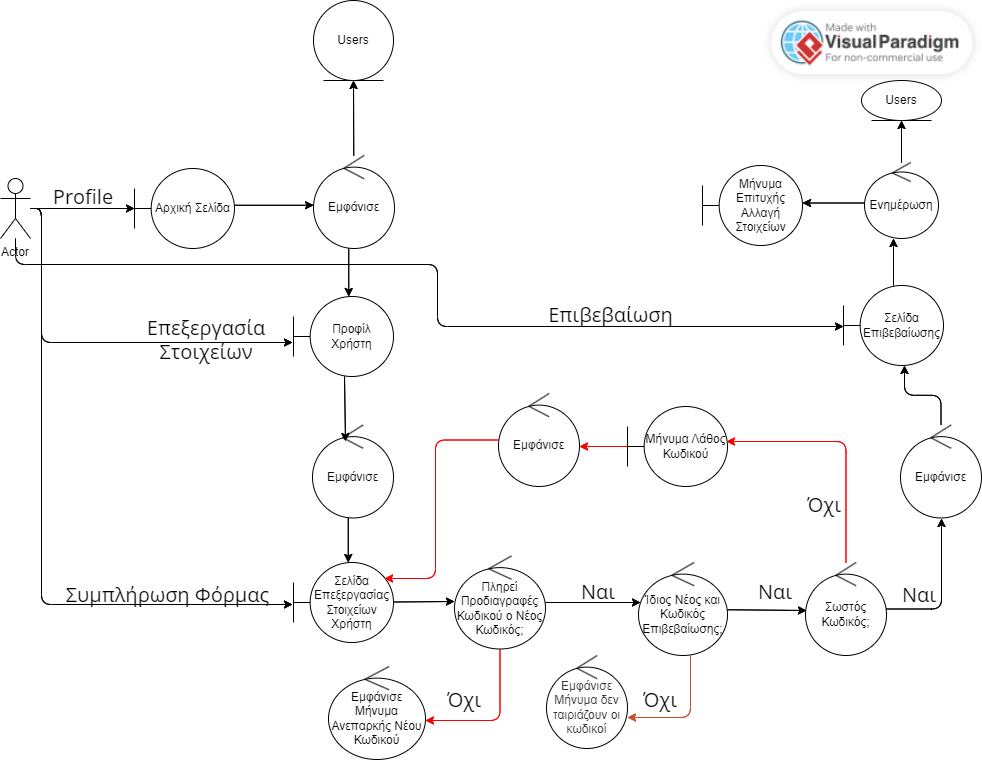 Users
Made with
Visual Paradigm
For non-commercial use
Users
Profile
Αρχική Σελίδα
Εμφάνισε
Μήνυμα
Επιτυχής
Αλλαγή
Στοιχείων
Ενημέρωση
Actor
Επεξεργασία
Στοιχείων
Προφίλ
Χρήστη
Επιβεβαίωση
Σελίδα
Επιβεβαίωσης
Εμφάνισε
Εμφάνισε
Μήνυμα Λάθος
Κωδικού
Όχι
Εμφάνισε
Συμπλήρωση Φόρμας
Σελίδα
Επεξεργασίας
Στοιχείων
Χρήστη
Πληρεί
Προδιαγραφές
Κωδικού ο Νέος
Κωδικός;
Ναι
Ίδιος Νέος και
Κωδικός
Επιβεβαίωσης;
Ναι
Σωστός
Κωδικός;
Ναι
Εμφάνισε
Μήνυμα
Ανεπαρκής Νέου
Κωδικού
Όχι
Εμφάνισε
Μήνυμα δεν
ταιριάζουν οι
κωδικοί
Όχι